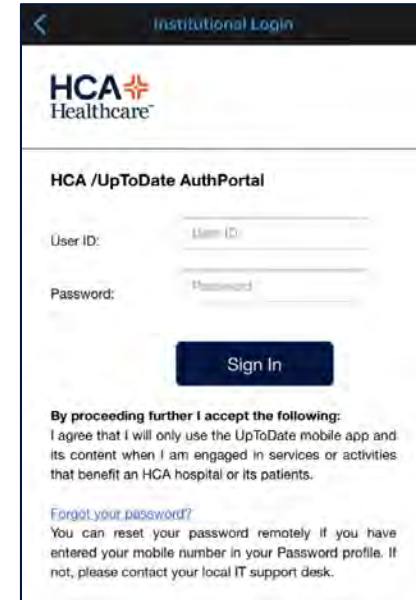 Institutional Login
HCA
Healthcare™
HCA /UpToDate AuthPortal
User ID:
User ID
Password:
Password
Sign In
By proceeding further I accept the following:
I agree that I will only use the UpToDate mobile app and
its content when I am engaged in services or activities
that benefit an HCA hospital or its patients.
Forgot your password?
You can reset your password remotely if you have
entered your mobile number in your Password profile. If
not, please contact your local IT support desk.